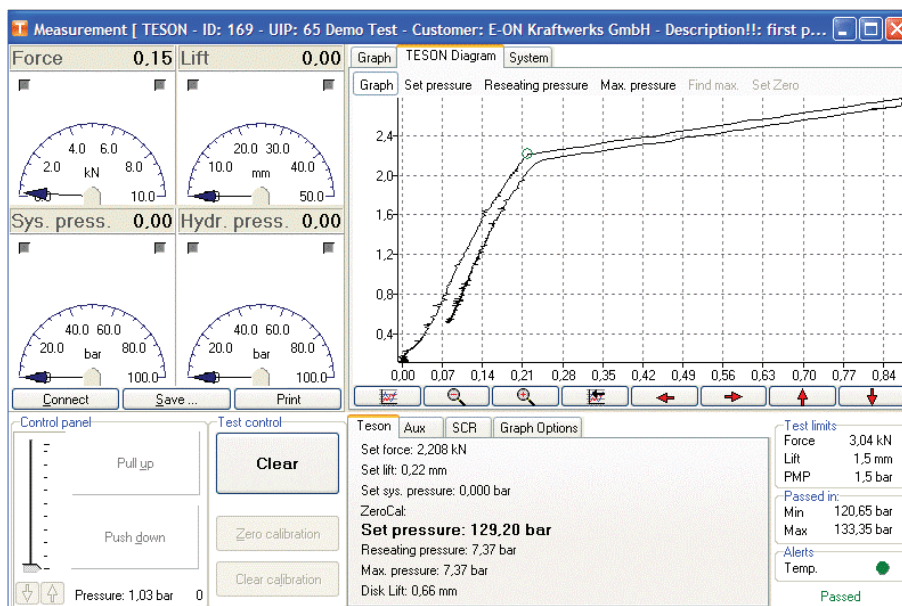 Measurement [ TESON - ID: 169 - UIP: 65 Demo Test - Customer: E-ON Kraftwerks GmbH - Description!!: first p...
Force 0,15 Lift 0,00
4.0 6.0
2.0 8.0
kN
0.0 10.0
20.0 30.0
10.0 40.0
mm
50.0
Sys. press. 0,00 Hydr. pressure 0,00
40.0 60.0
20.0 80.0
bar
100.0
40.0 60.0
20.0 80.0
bar
100.0
Connect Save ... Print
Graph TESON Diagram System
Graph Set pressure Reseating pressure Max. pressure Find max. Set Zero
2,4
2,0
1,6
1,2
0,8
0,4
0,00 0,07 0,14 0,21 0,28 0,35 0,42 0,49 0,56 0,63 0,70 0,77 0,84
Control panel
Pull up
Push down
Pressure: 1,03 bar 0
Test control
Clear
Zero calibration
Clear calibration
Teson Aux SCR Graph Options
Set force: 2,208 kN
Set lift: 0,22 mm
Set sys. pressure: 0,000 bar
ZeroCal:
Set pressure: 129,20 bar
Reseating pressure: 7,37 bar
Max. pressure: 7,37 bar
Disk Lift: 0,66 mm
Test limits
Force 3,04 kN
Lift 1,5 mm
PMP 1,5 bar
Passed in:
Min 120,65 bar
Max 133,35 bar
Alerts
Temp.
Passed